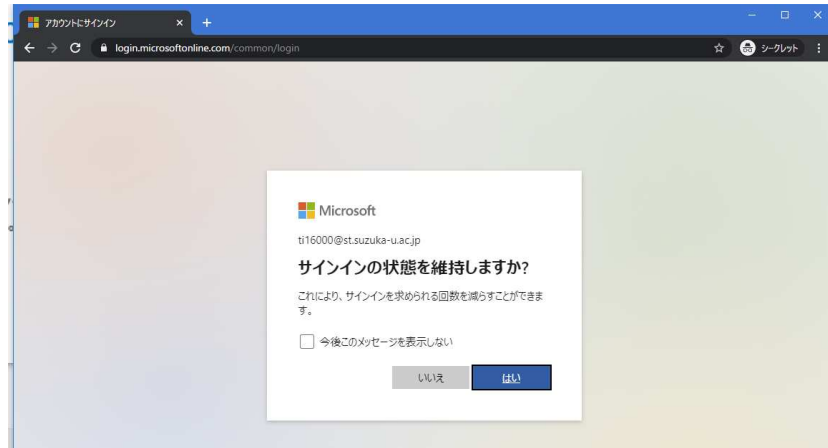 アカウントにサインイン
login.microsoftonline.com/common/login
シークレット
Microsoft
ti16000@st.suzuka-u.ac.jp
サインインの状態を維持しますか?
これにより、サインインを求められる回数を減らすことができま
す。
今後このメッセージを表示しない
いいえ
はい